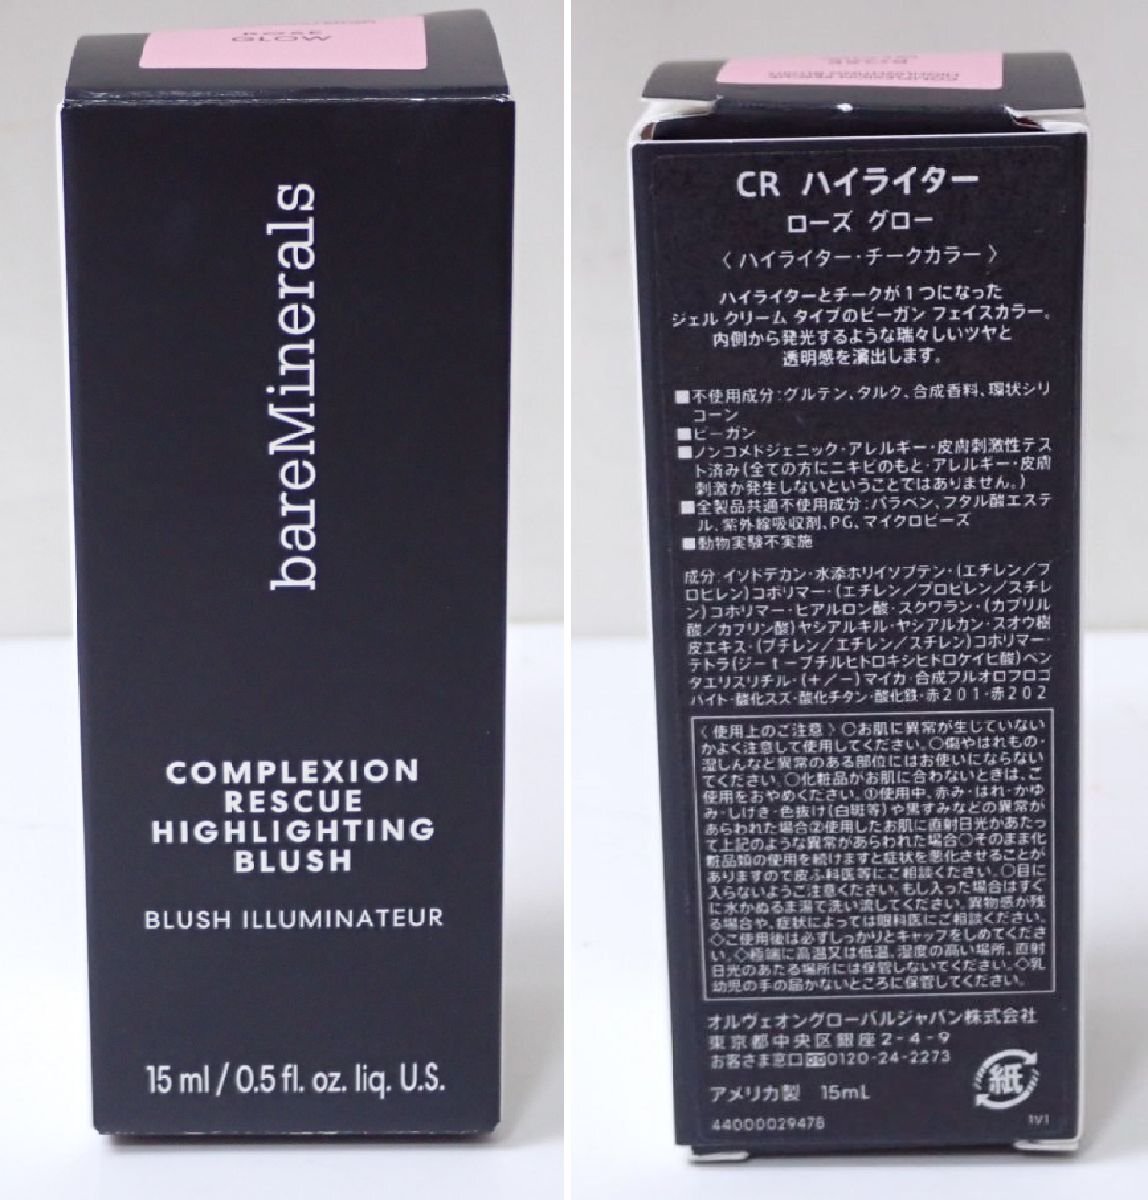 bareMinerals
COMPLEXION
RESCUE
HIGHLIGHTING
BLUSH
BLUSH ILLUMINATEUR
15 ml / 0.5 fl. oz. liq. U.S.
CR ハイライター
ローズ グロー
〈 ハイライター・チークカラー 〉
ハイライターとチークが1つになった
ジェル クリーム タイプのビーガン フェイスカラー。
内側から発光するような瑞々しいツヤと
透明感を演出します。
■不使用成分:グルテン、タルク、合成香料、環状シリ
コーン
■ビーガン
■ノンコメドジェニック・アレルギー・皮膚刺激性テス
ト済み(全ての方にニキビのもと・アレルギー・皮膚
刺激が発生しないということではありません。)
■全製品共通不使用成分:パラベン、フタル酸エステ
ル、紫外線吸収剤、PG、マイクロビーズ
■動物実験不実施
成分:イソドデカン・水添ポリイソブテン・(エチレン/プ
ロピレン)コポリマー・(エチレン/プロピレン/スチレ
ン)コポリマー・ヒアルロン酸・スクワラン・(カプリル
酸/カプリン酸)ヤシアルキル・ヤシアルカン・スオウ樹
皮エキス・(ブチレン/エチレン/スチレン)コポリマー・
テトラ(ジ-t-ブチルヒドロキシヒドロケイヒ酸)ペン
タエリスリチル・(+/-)マイカ・合成フルオロフロゴ
パイト・酸化スズ・酸化チタン・酸化鉄・赤201・赤202
〈 使用上のご注意 〉○お肌に異常が生じていない
かよく注意して使用してください。○傷やはれもの・
湿しんなど異常のある部位にはお使いにならない
でください。○化粧品がお肌に合わないときは、ご
使用をおやめください。①使用中、赤み・はれ・かゆ
み・しげき・色抜け(白斑等)や黒ずみなどの異常が
あらわれた場合②使用したお肌に直射日光があたっ
て上記のような異常があらわれた場合○そのまま化
粧品類の使用を続けますと症状を悪化させることが
ありますので皮ふ科医等にご相談ください。○目に
入らないようご注意ください。もし入った場合はすぐ
に水かぬるま湯で洗い流してください。異物感が残
る場合や、症状によっては眼科医にご相談ください。
◇ご使用後は必ずしっかりとキャップをしめてくださ
い。◇極端に高温又は低温、湿度の高い場所、直射
日光のあたる場所には保管しないでください。◇乳
幼児の手の届かないところに保管してください。
オルヴェオングローバルジャパン株式会社
東京都中央区銀座2-4-9
お客さま窓口 0120-24-2273
アメリカ製 15mL
紙
44000029478